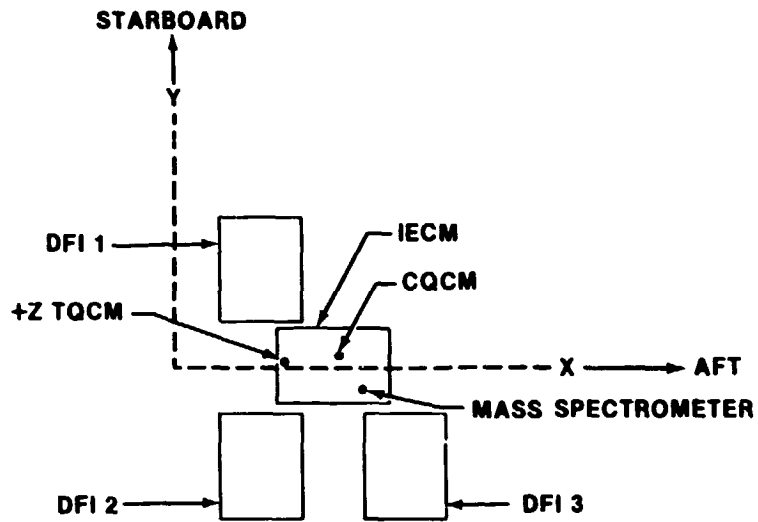 STARBOARD
Y
DFI 1
IECM
CQCM
+Z TQCM
X
AFT
MASS SPECTROMETER
DFI 2
DFI 3